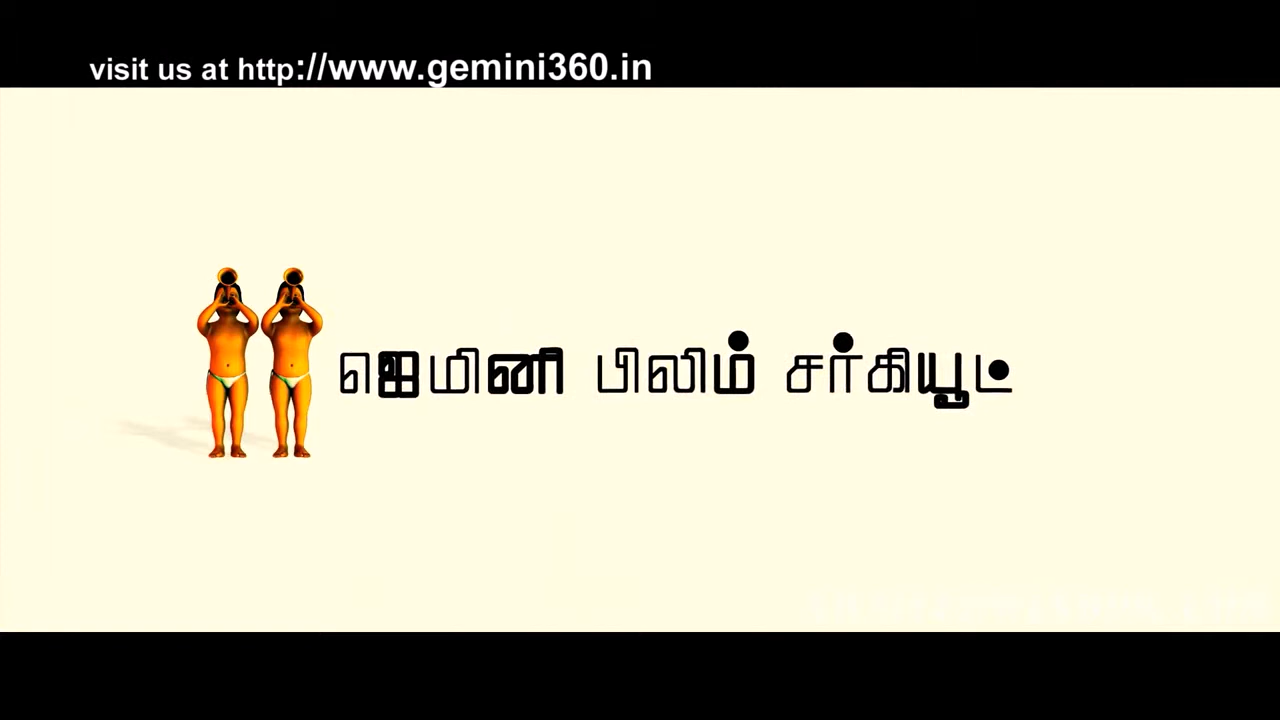 visit us at http://www.gemini360.in
ஜெமினி பிலிம் சர்கியூட்